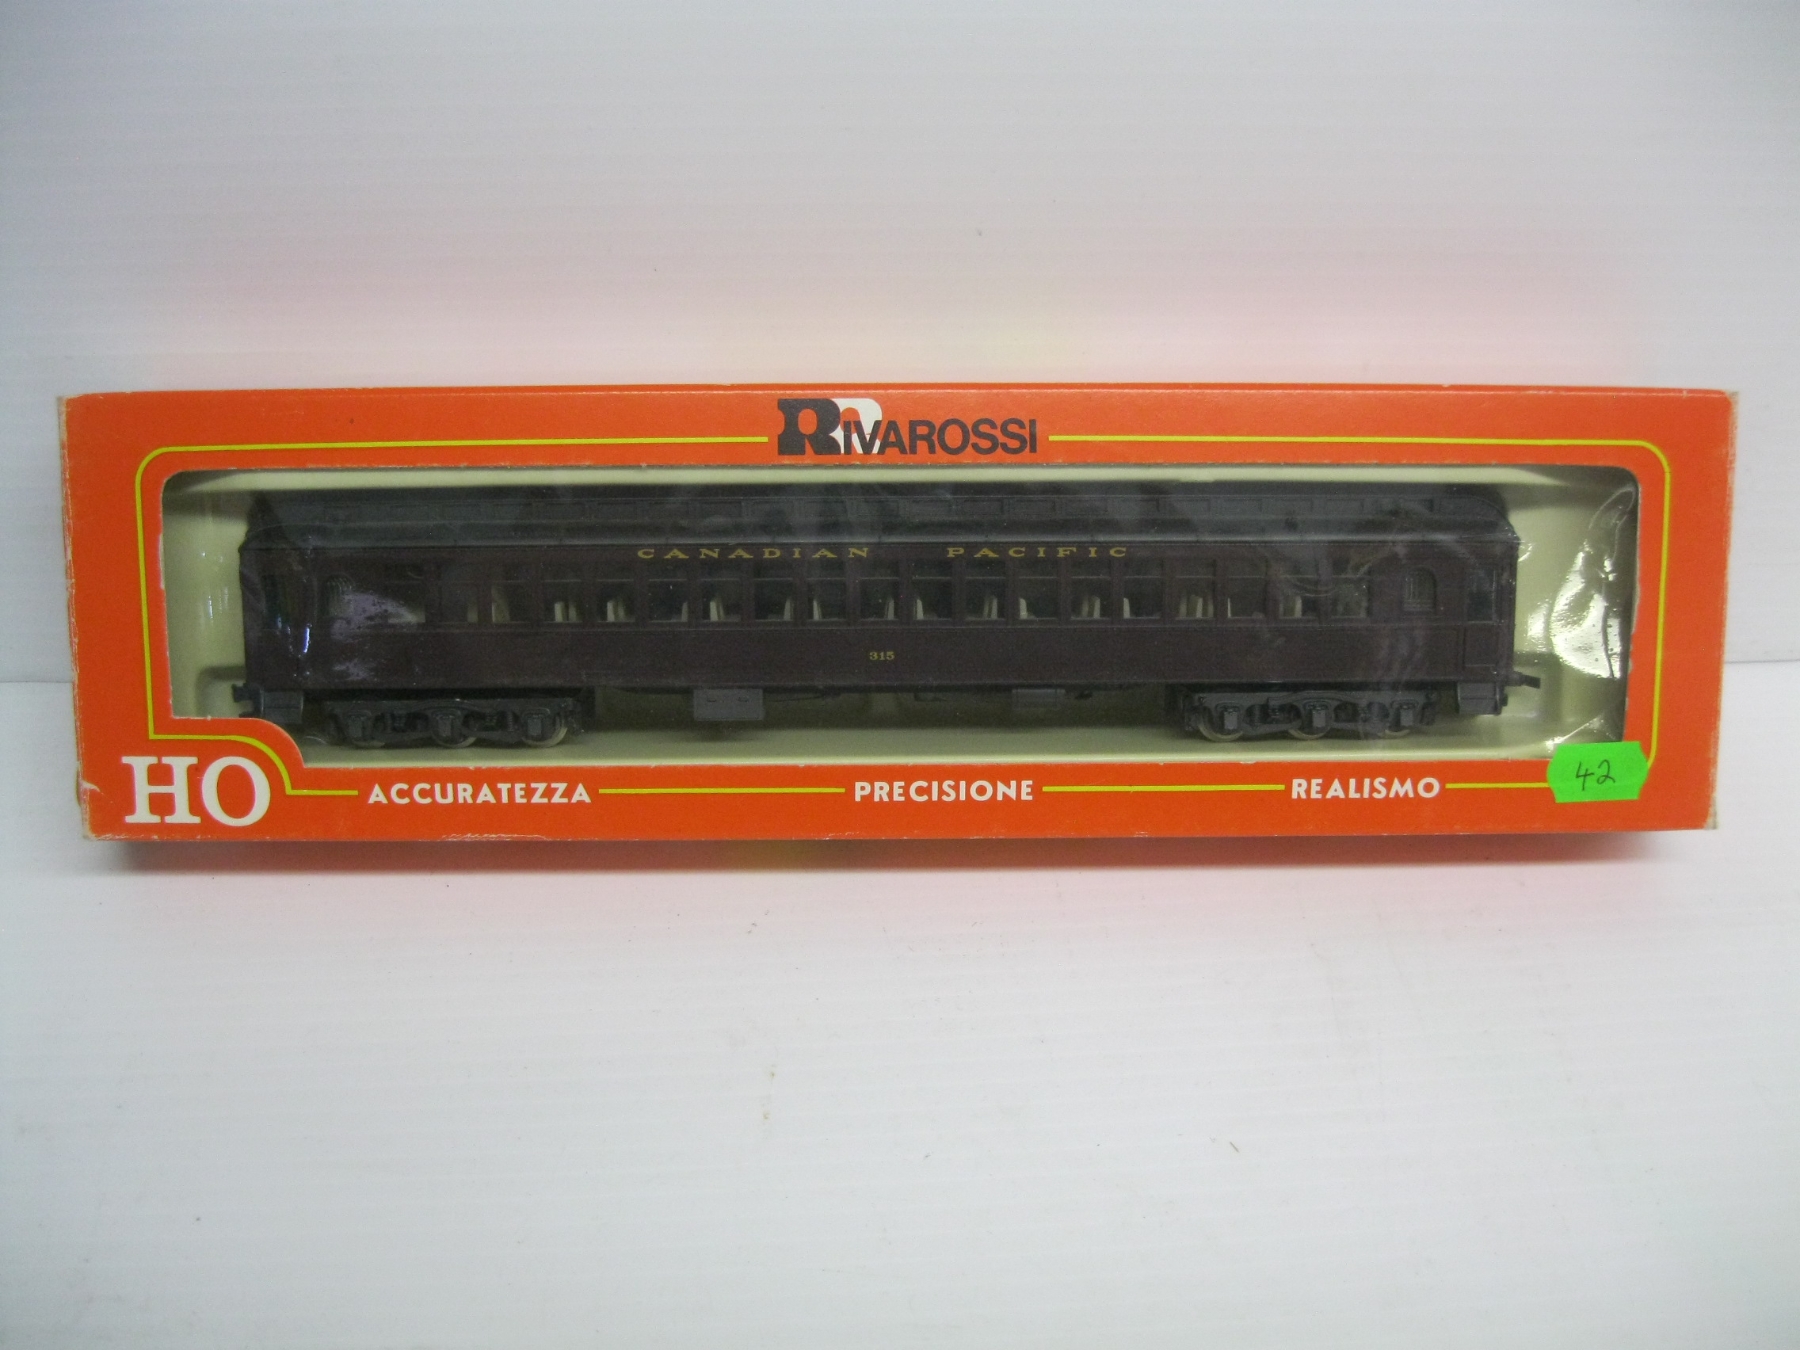 RIVAROSSI
CANADIAN PACIFIC
315
HO
ACCURATEZZA PRECISIONE REALISMO
42